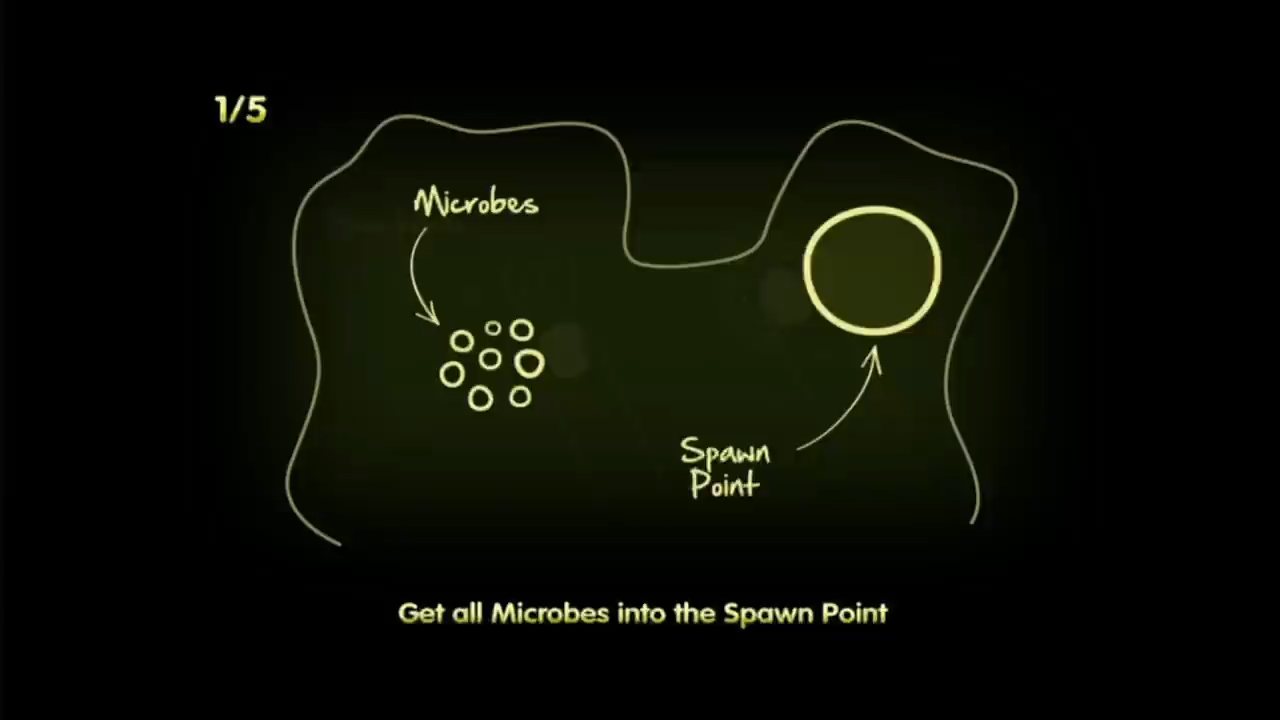 1/5
Microbes
Spawn
Point
Get all Microbes into the Spawn Point